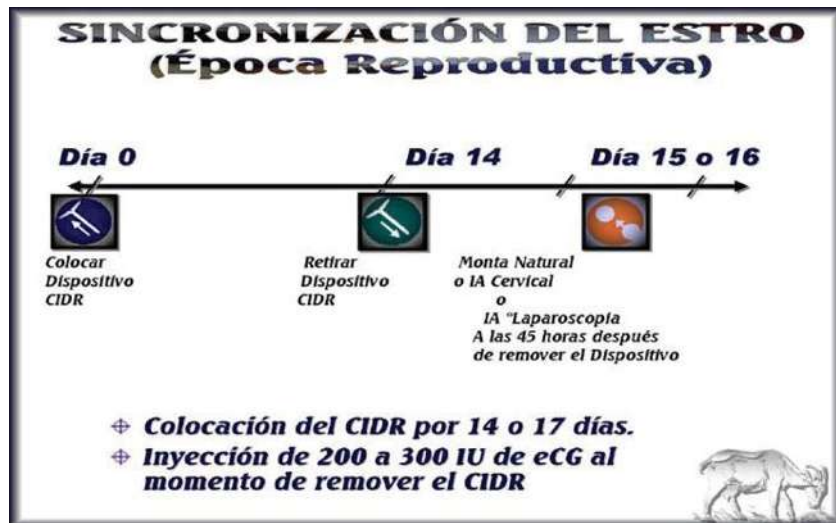 SINCRONIZACIÓN DEL ESTRO
(Época Reproductiva)
Día 0
Día 14
Día 15 o 16
Colocar
Dispositivo
CIDR
Retirar
Dispositivo
CIDR
Monta Natural
o IA Cervical
o
IA "Laparoscopia
A las 45 horas después
de remover el Dispositivo
Colocación del CIDR por 14 o 17 días.
Inyección de 200 a 300 IU de eCG al
momento de remover el CIDR